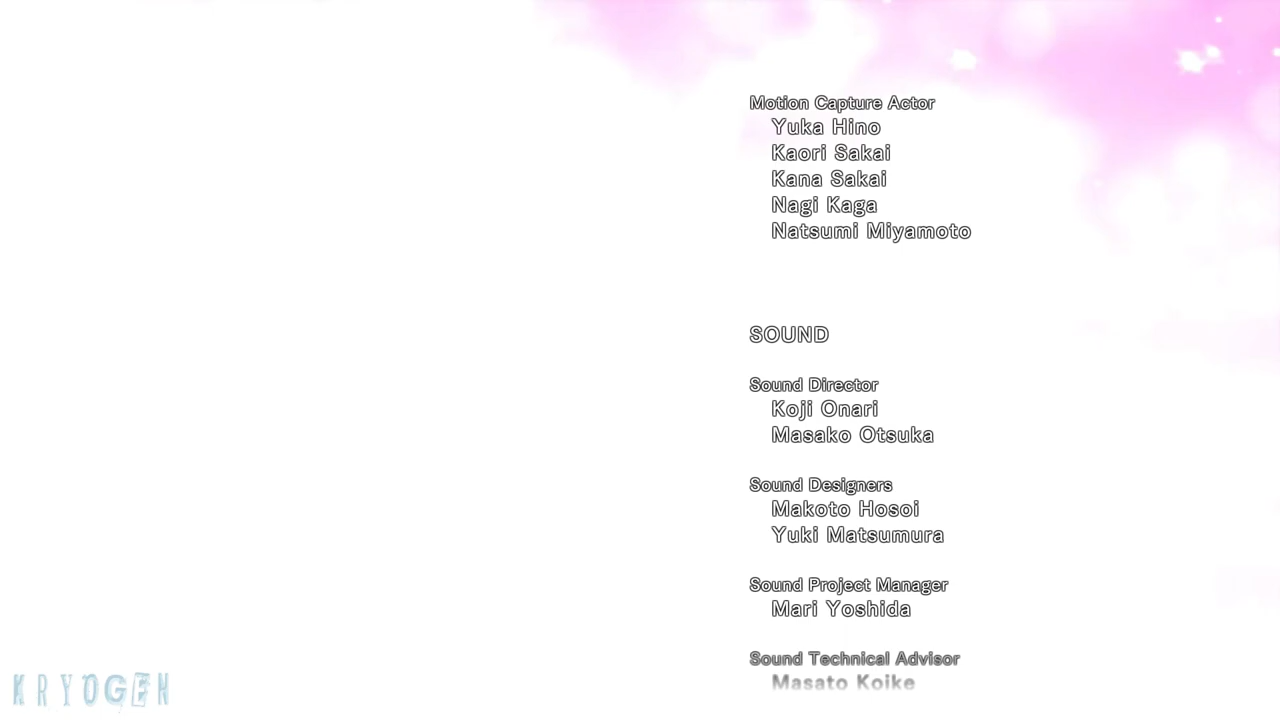 Motion Capture Actor
Yuka Hino
Kaori Sakai
Kana Sakai
Nagi Kaga
Natsumi Miyamoto
SOUND
Sound Director
Koji Onari
Masako Otsuka
Sound Designers
Makoto Hosoi
Yuki Matsumura
Sound Project Manager
Mari Yoshida
Sound Technical Advisor
Masato Koike
KRYOGEN